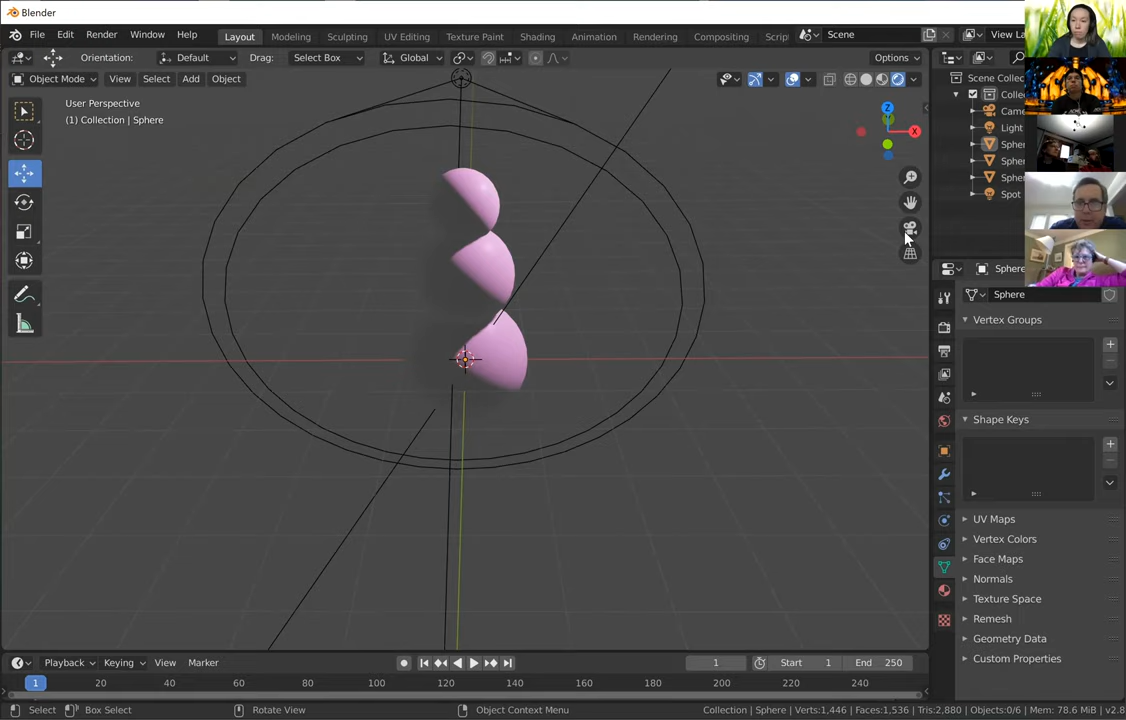 Blender
File Edit Render Window Help Layout Modeling Sculpting UV Editing Texture Paint Shading Animation Rendering Compositing Scrip Scene View La
Orientation: Default Drag: Select Box Global Options
Object Mode View Select Add Object
Scene Collec
Colle
User Perspective
(1) Collection | Sphere
Came
Light
Spher
Spher
Spher
Spot
Z
X
Sphere
Sphere
Vertex Groups
Shape Keys
UV Maps
Vertex Colors
Face Maps
Normals
Texture Space
Remesh
Geometry Data
Custom Properties
Playback Keying View Marker 1 Start 1 End 250
1 20 40 60 80 100 120 140 160 180 200 220 240
Select Box Select Rotate View Object Context Menu Collection | Sphere | Verts:1,446 | Faces:1,536 | Tris:2,880 | Objects:0/6 | Mem: 78.6 MiB | v2.8